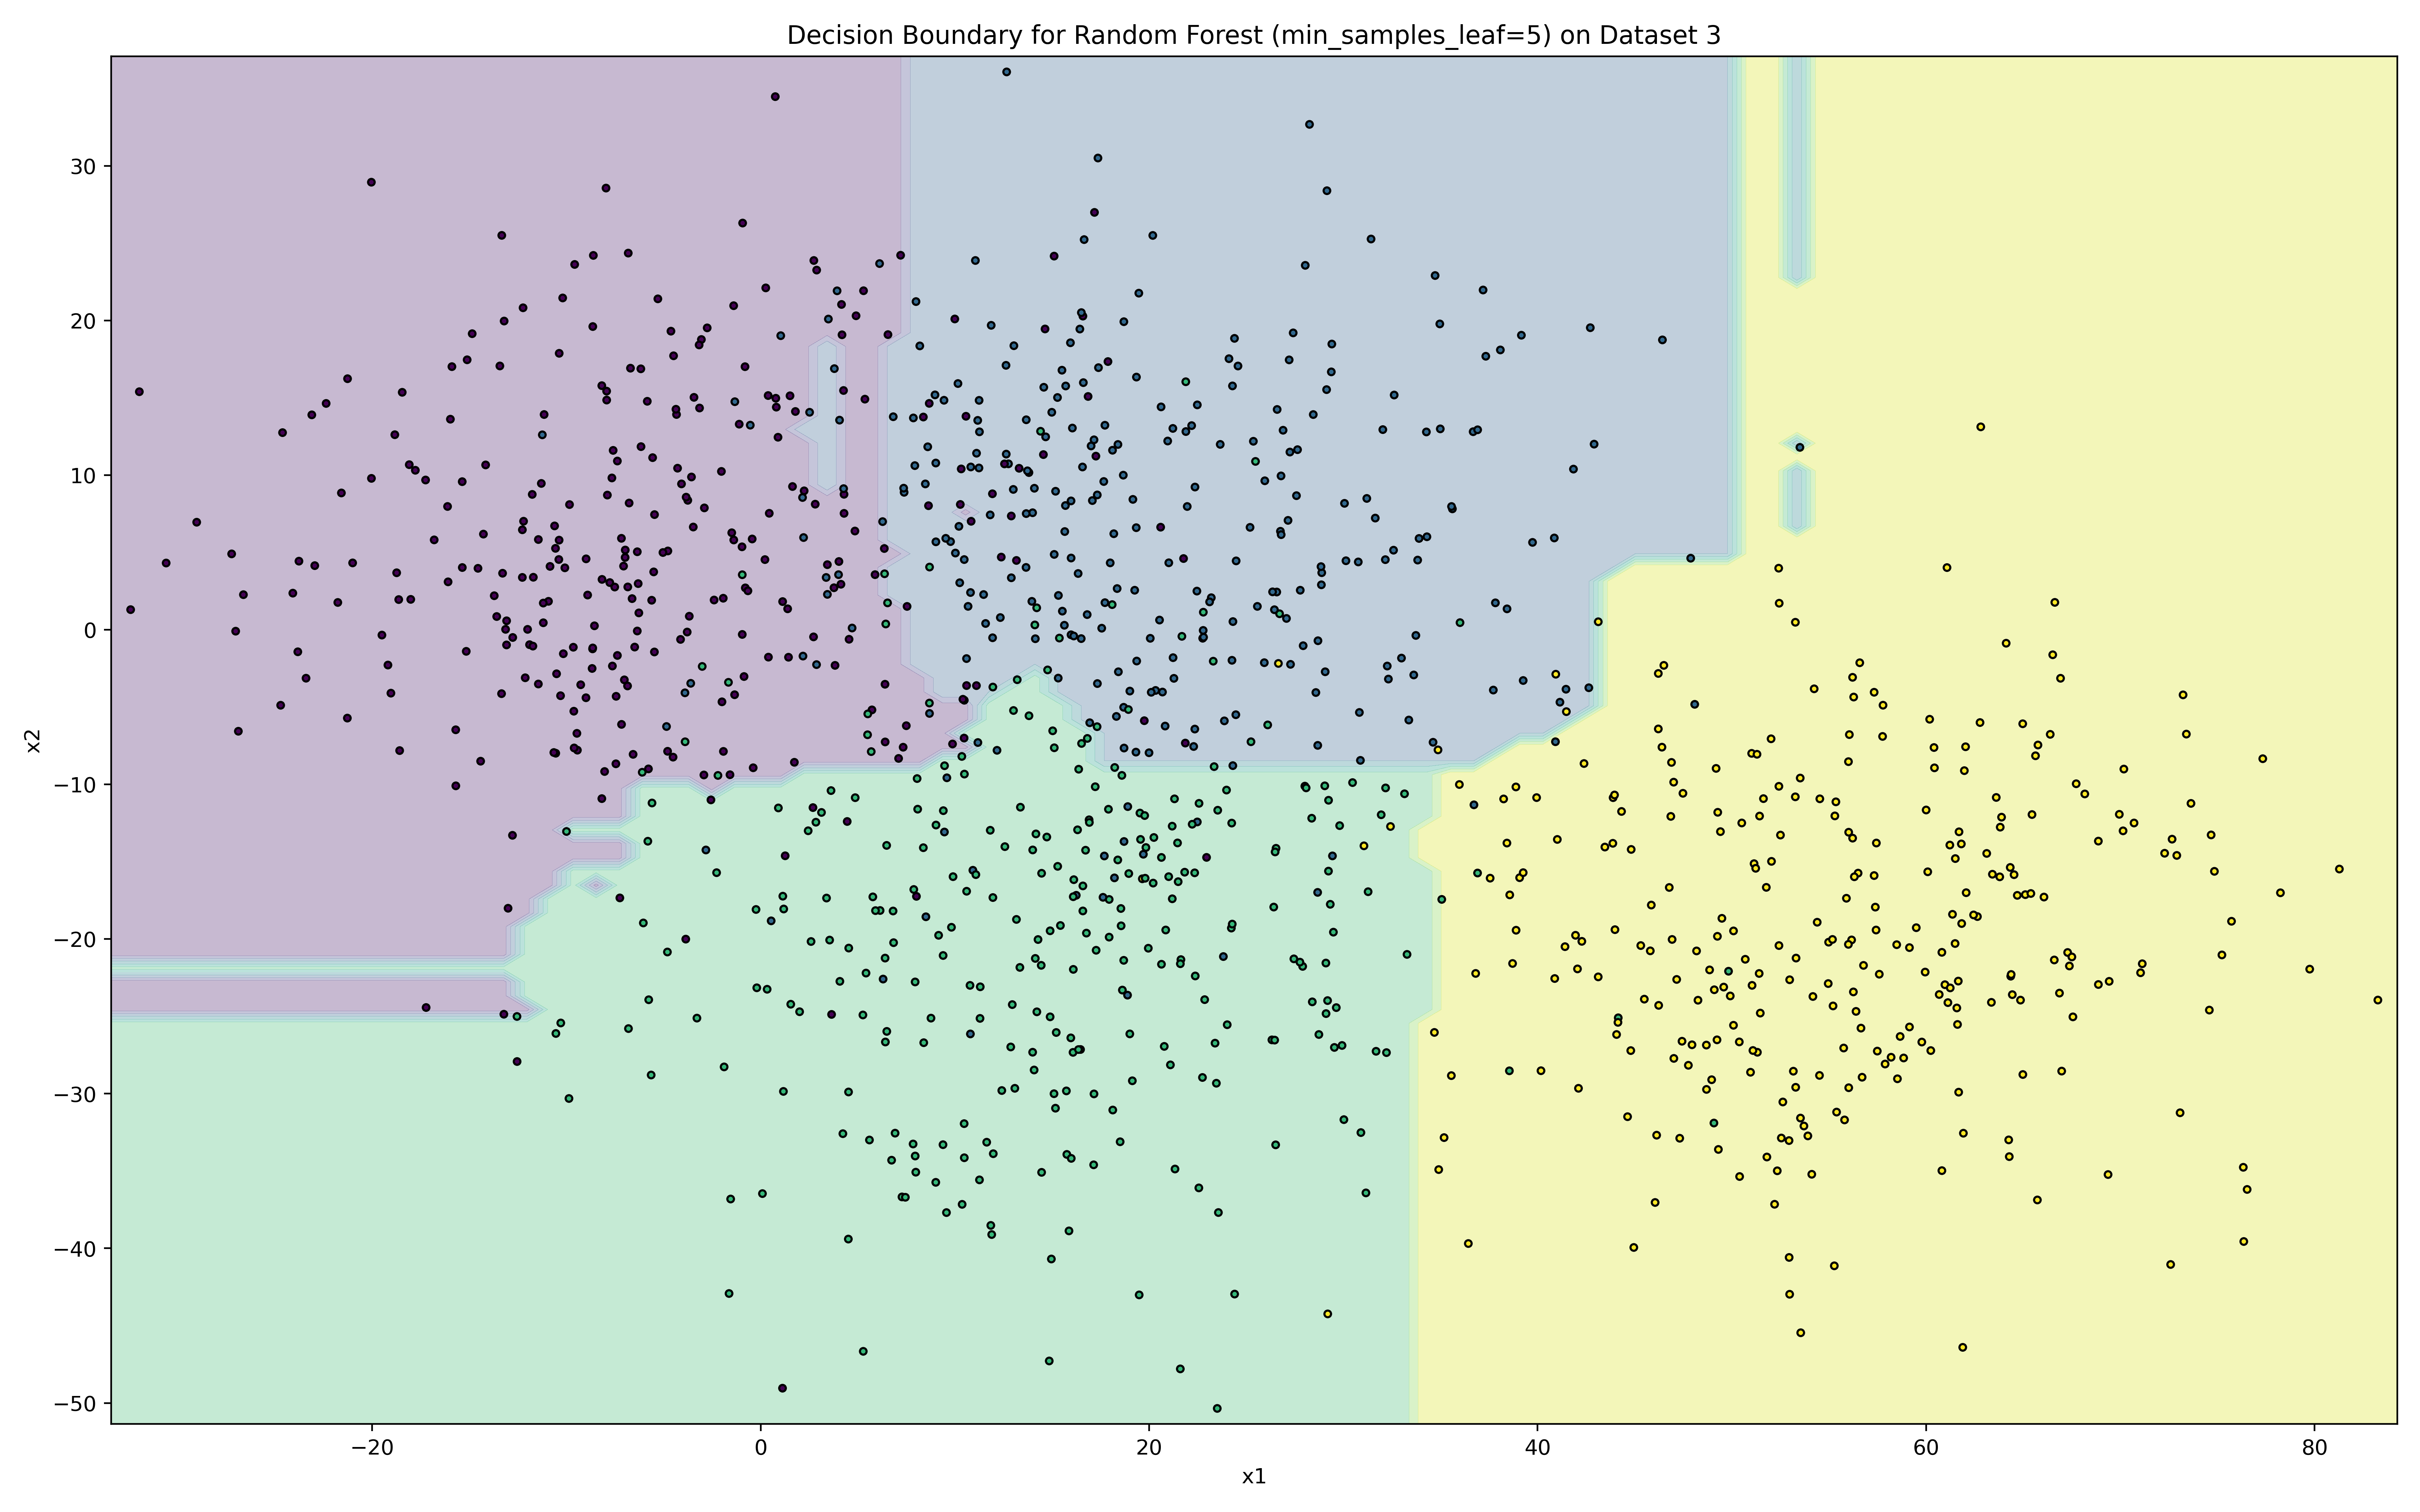 Decision Boundary for Random Forest (min_samples_leaf=5) on Dataset 3
30
20
10
0
−10
−20
−30
−40
−50
x2
−20 0 20 40 60 80
x1